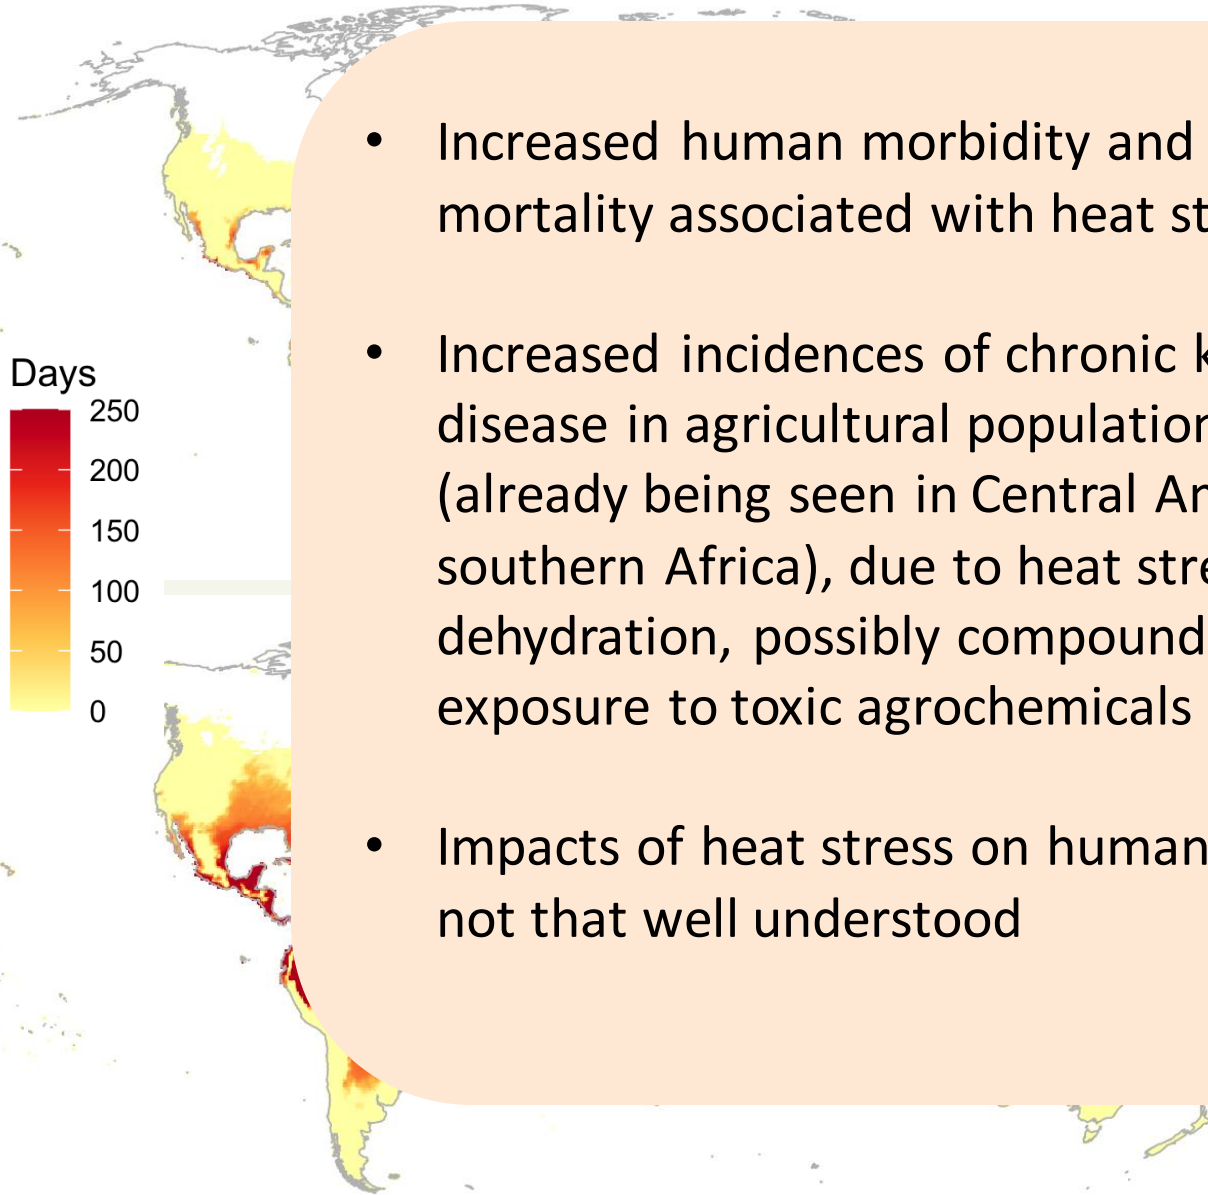 Increased human morbidity and
mortality associated with heat
Increased incidences of chronic
disease in agricultural
(already being seen in Central
southern Africa), due to heat
dehydration, possibly
exposure to toxic agrochemicals
Impacts of heat stress on human
not that well understood
Days
250
200
150
100
50
0